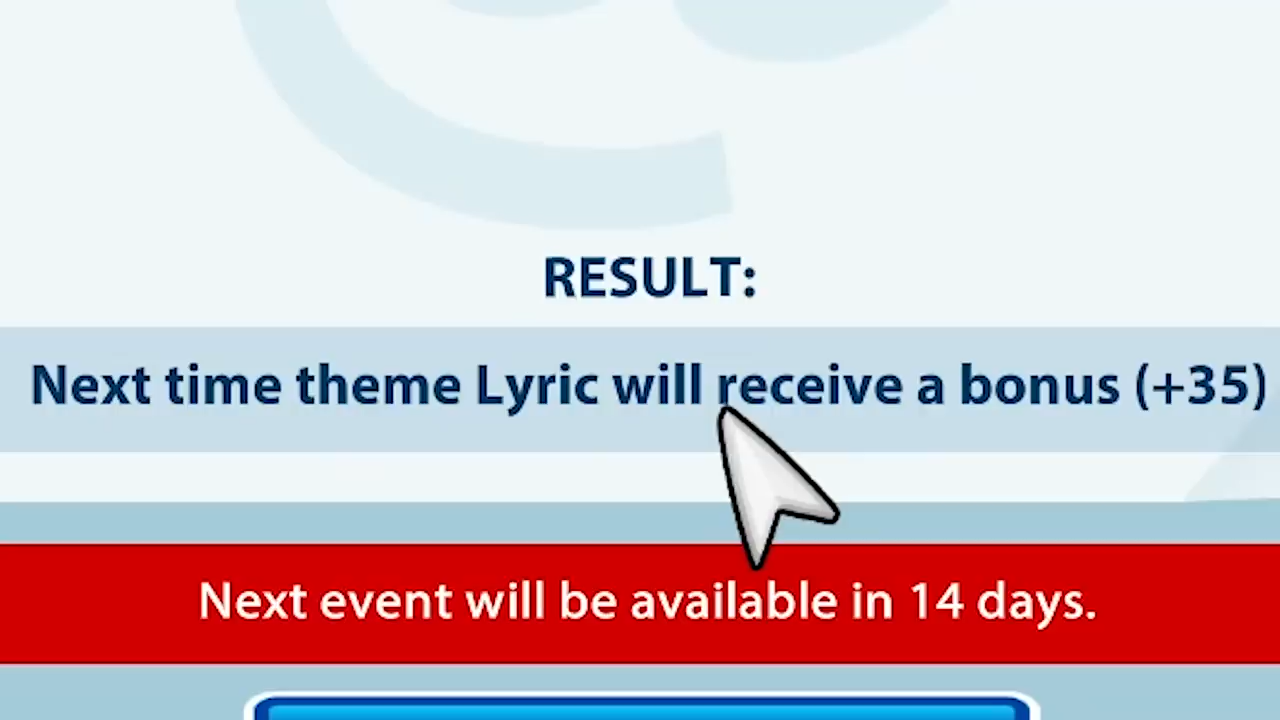 RESULT:
Next time theme Lyric will receive a bonus (+35)
Next event will be available in 14 days.